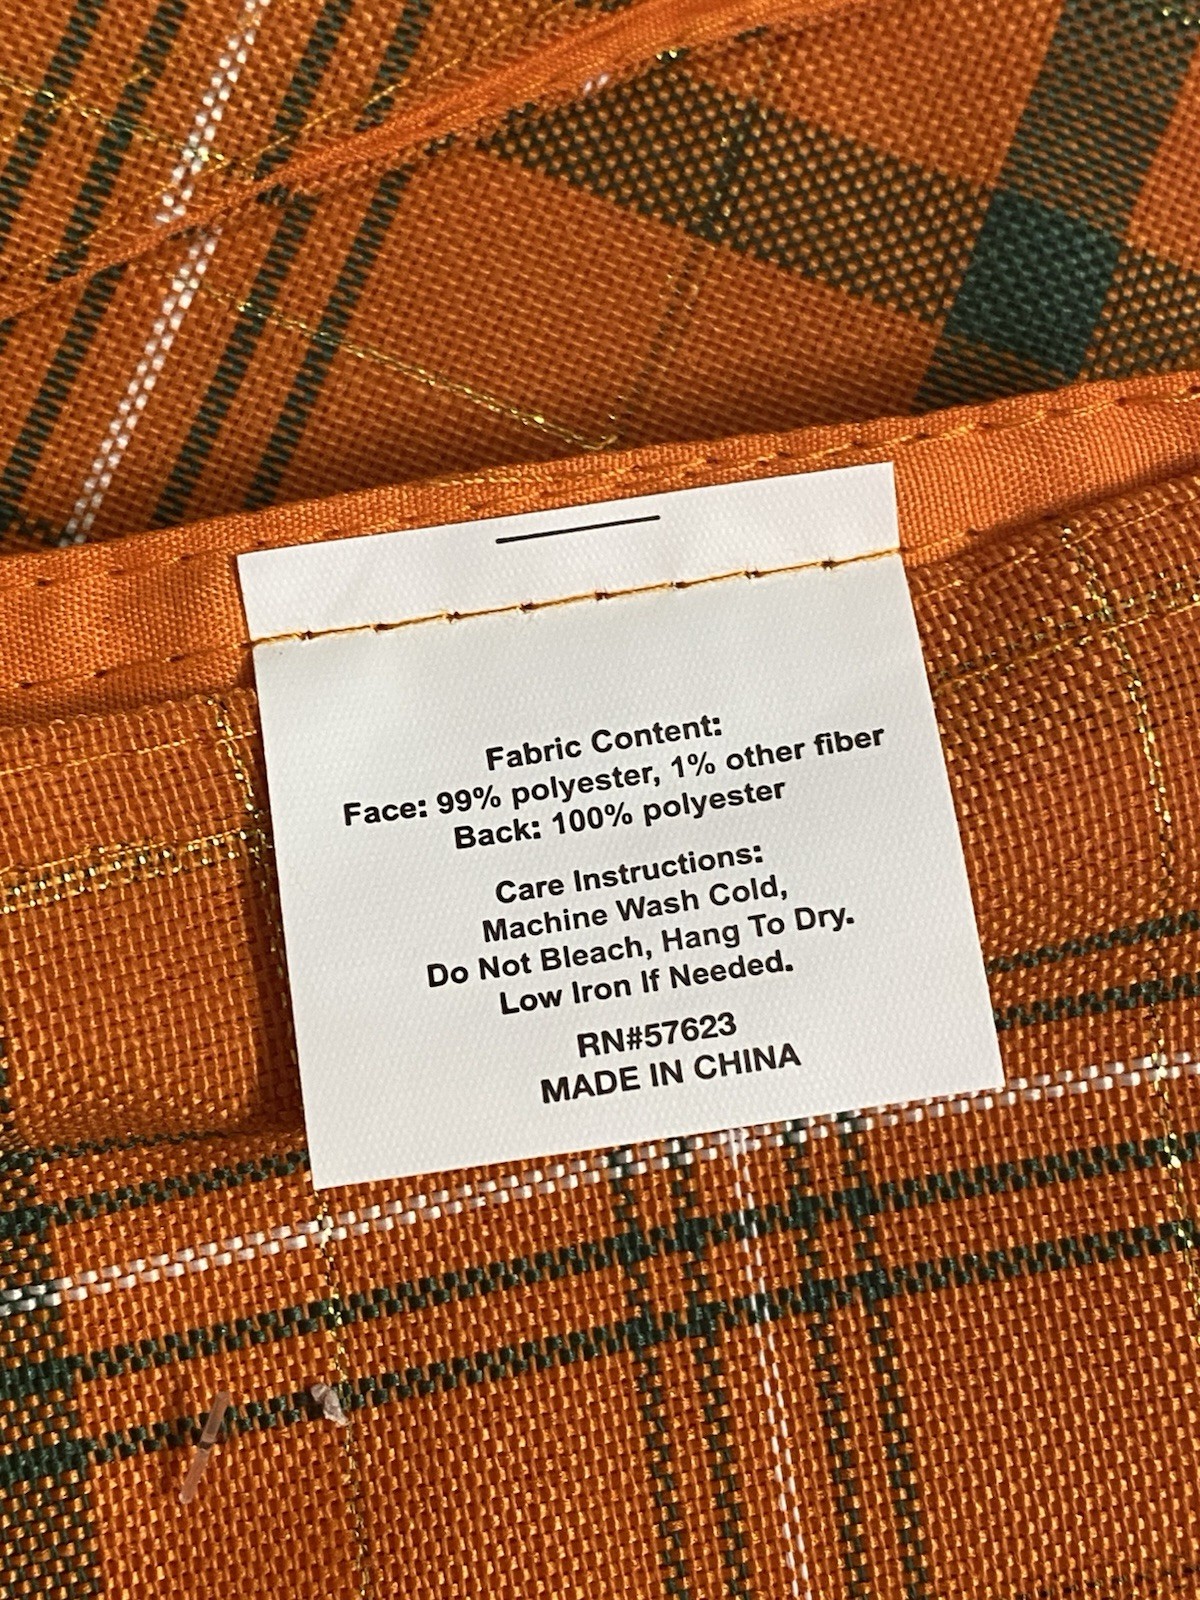 Fabric Content:
Face: 99% polyester, 1% other fiber
Back: 100% polyester
Care Instructions:
Machine Wash Cold,
Do Not Bleach, Hang To Dry.
Low Iron If Needed.
RN#57623
MADE IN CHINA